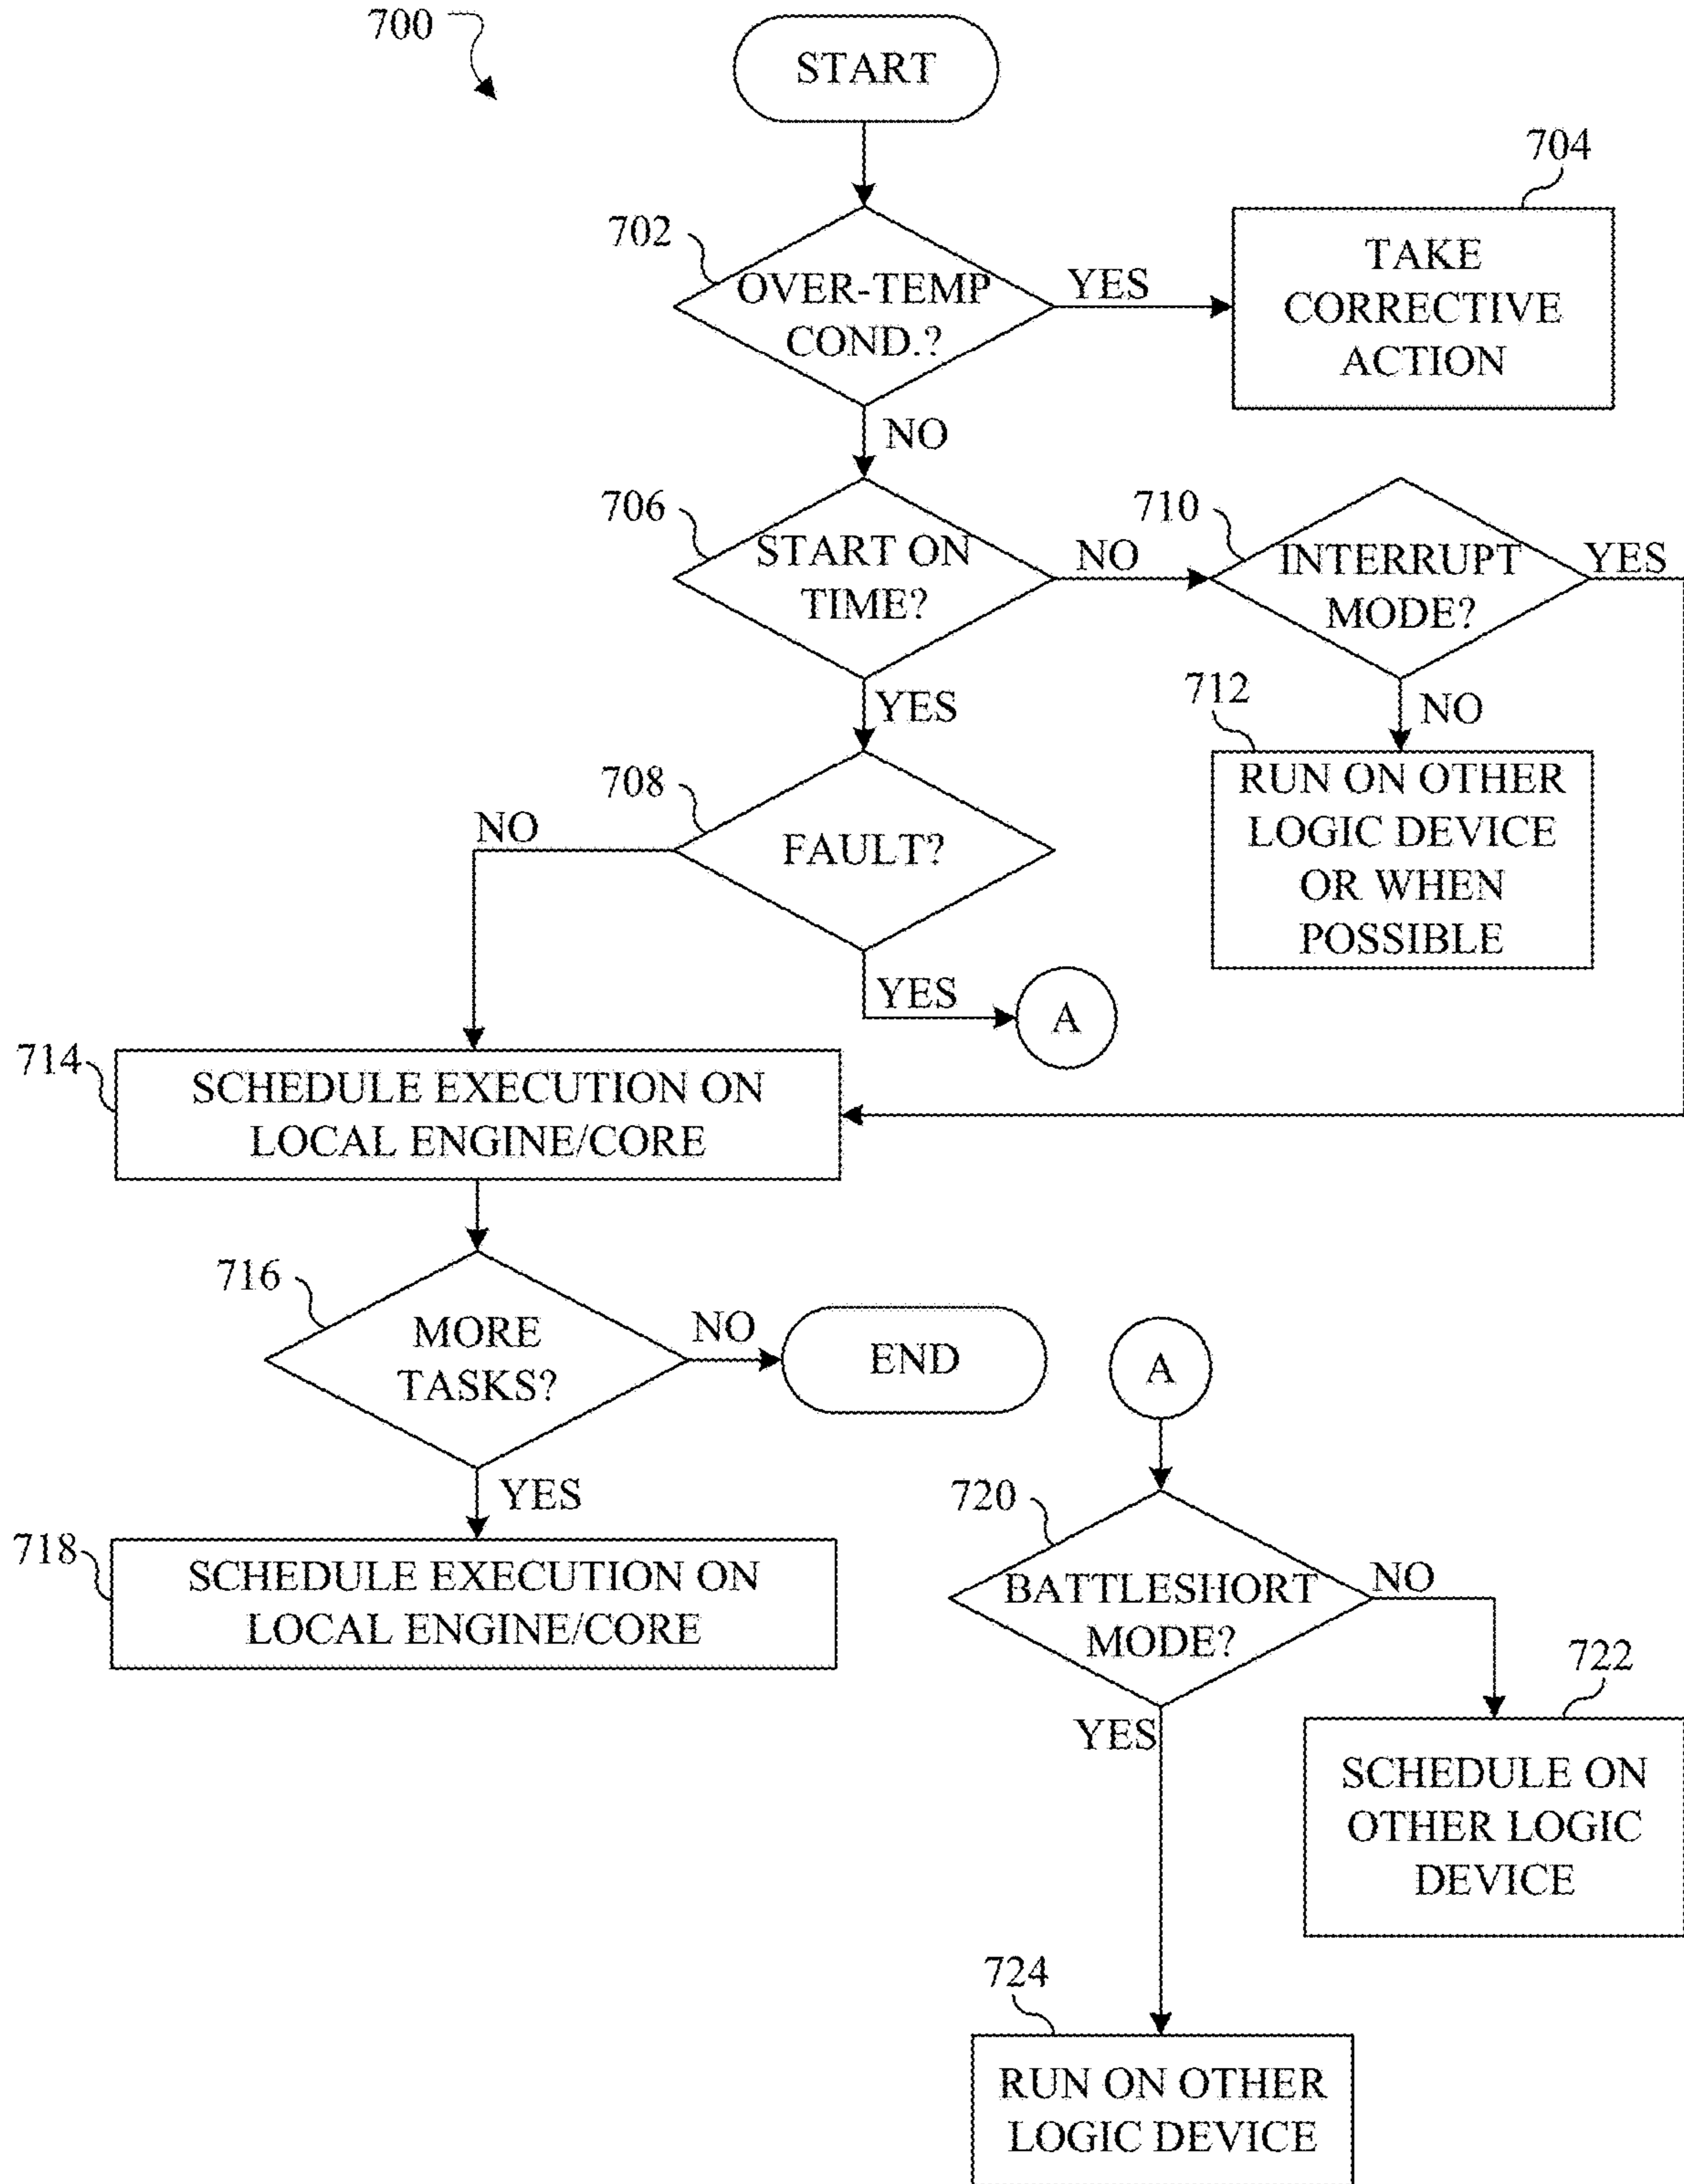 700
START
704
702
OVER-TEMP
COND.?
YES
TAKE
CORRECTIVE
ACTION
NO
706
START ON
TIME?
NO
710
INTERRUPT
MODE?
YES
YES
712
NO
RUN ON OTHER
LOGIC DEVICE
OR WHEN
POSSIBLE
708
FAULT?
NO
YES
A
714
SCHEDULE EXECUTION ON
LOCAL ENGINE/CORE
716
MORE
TASKS?
NO
END
YES
718
SCHEDULE EXECUTION ON
LOCAL ENGINE/CORE
A
720
BATTLESHORT
MODE?
NO
YES
722
SCHEDULE ON
OTHER LOGIC
DEVICE
724
RUN ON OTHER
LOGIC DEVICE